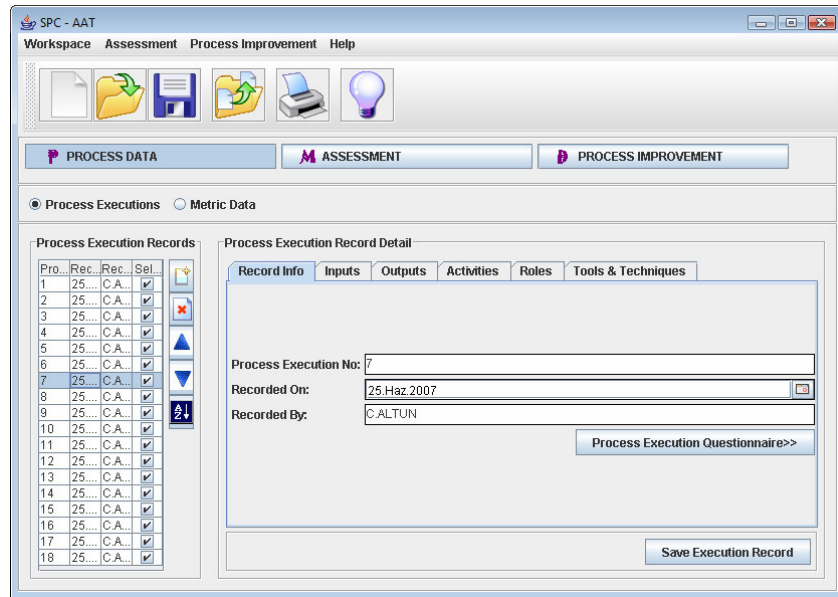 SPC - AAT
Workspace Assessment Process Improvement Help
P PROCESS DATA M ASSESSMENT PROCESS IMPROVEMENT
Process Executions Metric Data
Process Execution Records
Pro... Rec... Rec... Sel...
1 25.... C.A...
2 25.... C.A...
3 25.... C.A...
4 25.... C.A...
5 25.... C.A...
6 25.... C.A...
7 25.... C.A...
8 25.... C.A...
9 25.... C.A...
10 25.... C.A...
11 25.... C.A...
12 25.... C.A...
13 25.... C.A...
14 25.... C.A...
15 25.... C.A...
16 25.... C.A...
17 25.... C.A...
18 25.... C.A...
A Z
Process Execution Record Detail
Record Info Inputs Outputs Activities Roles Tools & Techniques
Process Execution No: 7
Recorded On: 25.Haz.2007
Recorded By: C.ALTUN
Process Execution Questionnaire>>
Save Execution Record